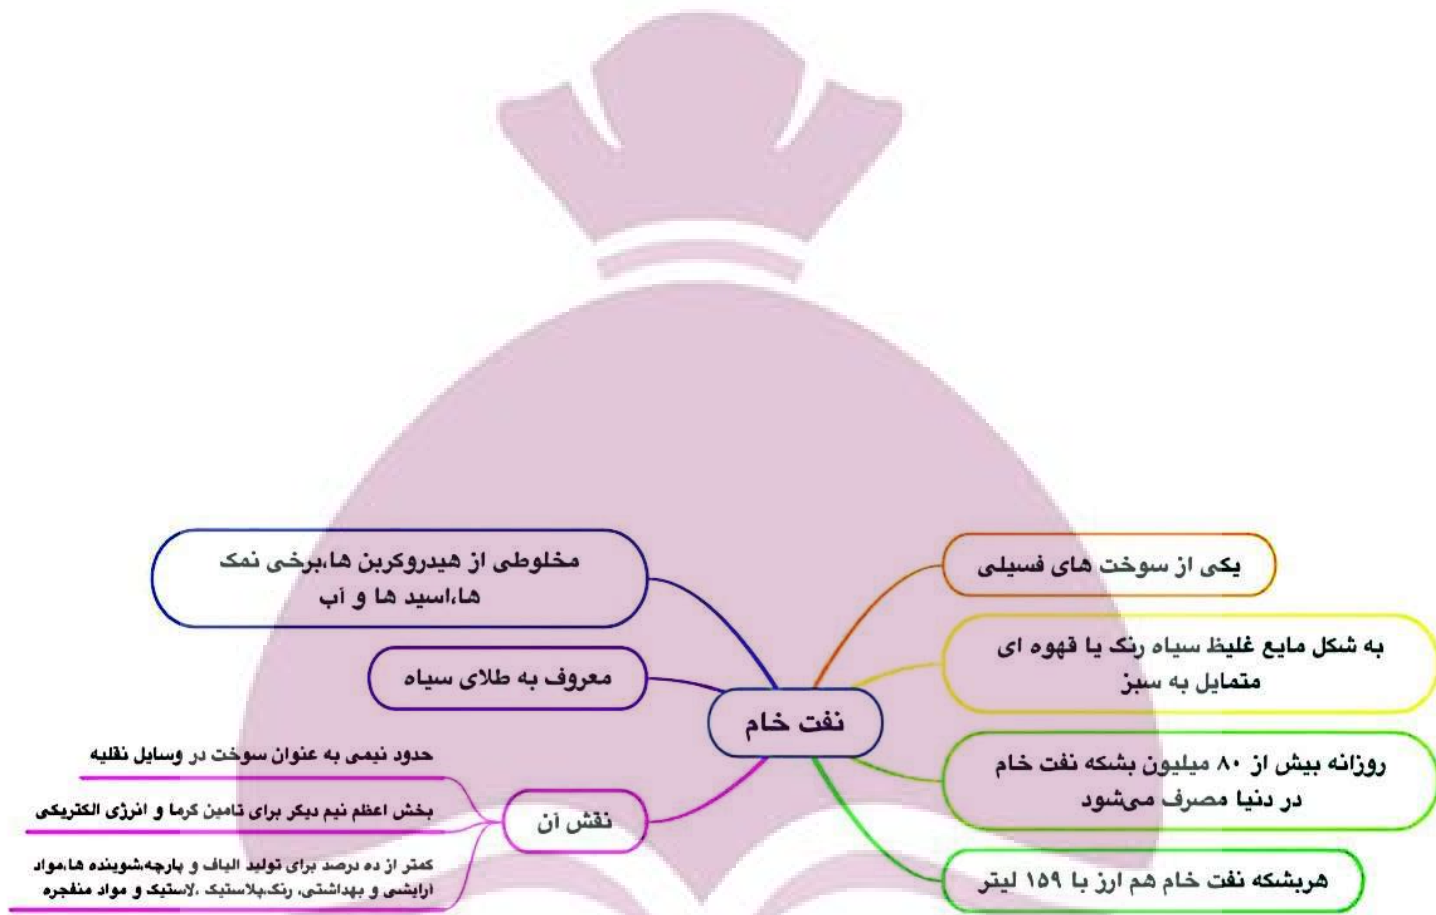 نفت خام
یکی از سوخت های فسیلی
به شکل مایع غلیظ سیاه رنگ یا قهوه ای
متمایل به سبز
روزانه بیش از ۸۰ میلیون بشکه نفت خام
در دنیا مصرف می‌شود
هربشکه نفت خام هم ارز با ۱۵۹ لیتر
مخلوطی از هیدروکربن ها،برخی نمک
ها،اسید ها و آب
معروف به طلای سیاه
نقش آن
حدود نیمی به عنوان سوخت در وسایل نقلیه
بخش اعظم نیم دیگر برای تامین گرما و انرژی الکتریکی
کمتر از ده درصد برای تولید الیاف و پارچه،شوینده ها،مواد
آرایشی و بهداشتی، رنگ،پلاستیک ،لاستیک و مواد منفجره